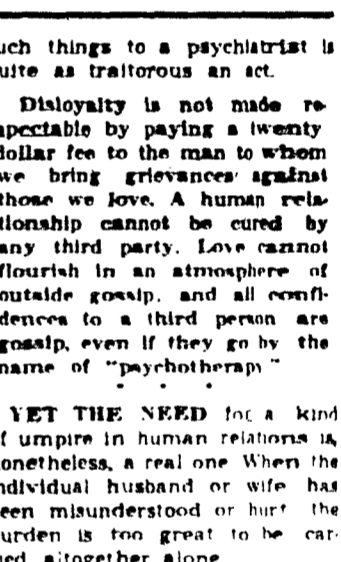 uch things to a psychiatrist is
uite as traitorous an act.
Disloyalty is not made re-
spectable by paying a twenty
dollar fee to the man to whom
we bring grievances against
those we love. A human rela-
tionship cannot be cured by
any third party. Love cannot
flourish in an atmosphere of
outside gossip, and all confi-
dences to a third person are
gossip, even if they go by the
name of "psychotherapy"
. . .
YET THE NEED for a kind
f umpire in human relations is,
onetheless, a real one When the
ndividual husband or wife has
een misunderstood or hurt the
urden is too great to be car-
ied altogether alone